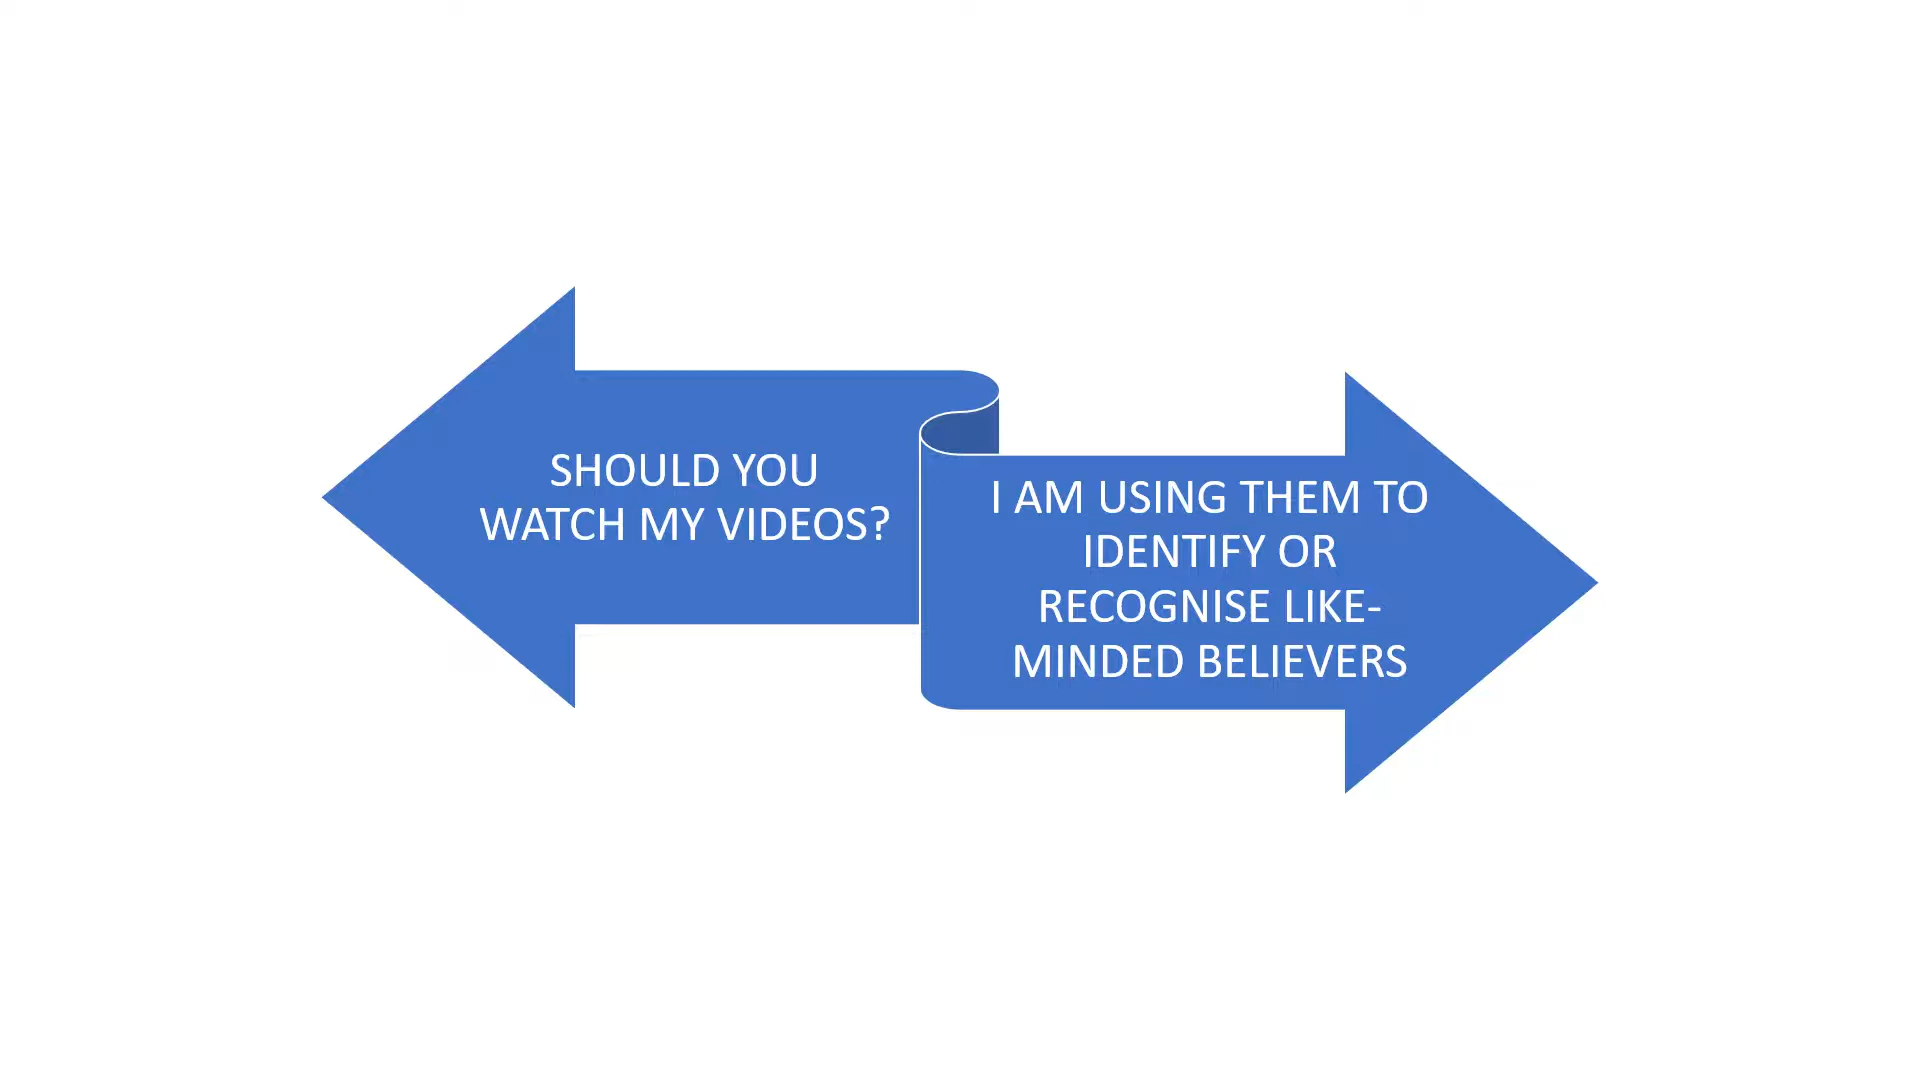 SHOULD YOU
WATCH MY VIDEOS?
I AM USING THEM TO
IDENTIFY OR
RECOGNISE LIKE-
MINDED BELIEVERS